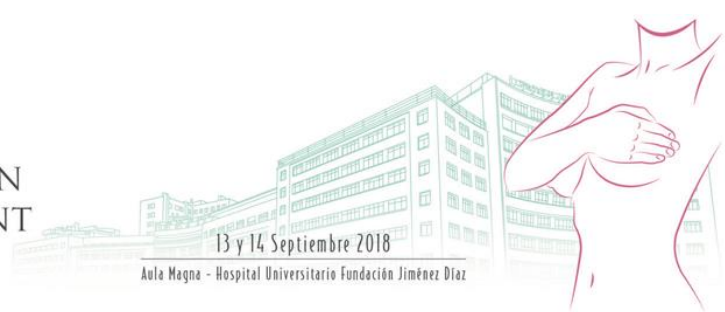 N
NT
13 y 14 Septiembre 2018
Aula Magna - Hospital Universitario Fundación Jiménez Díaz